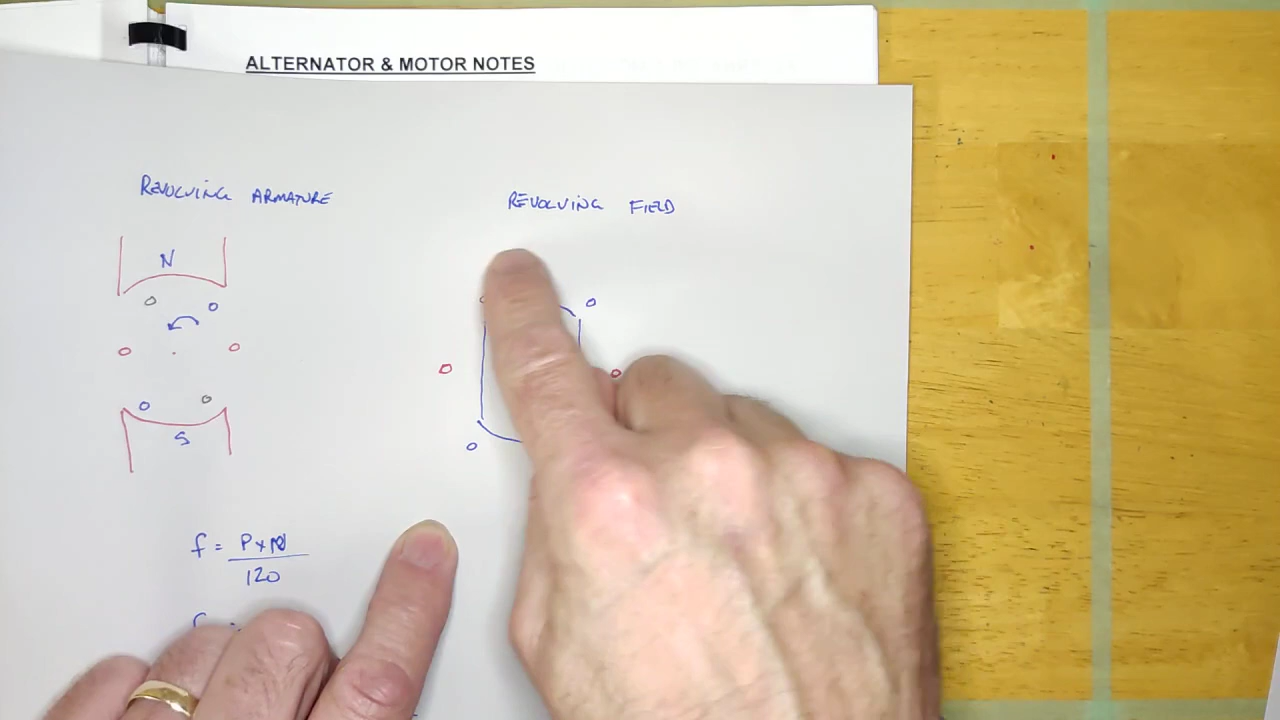 ALTERNATOR & MOTOR NOTES
REVOLVING ARMATURE
REVOLVING FIELD
N
S
f = P x N
120
f =